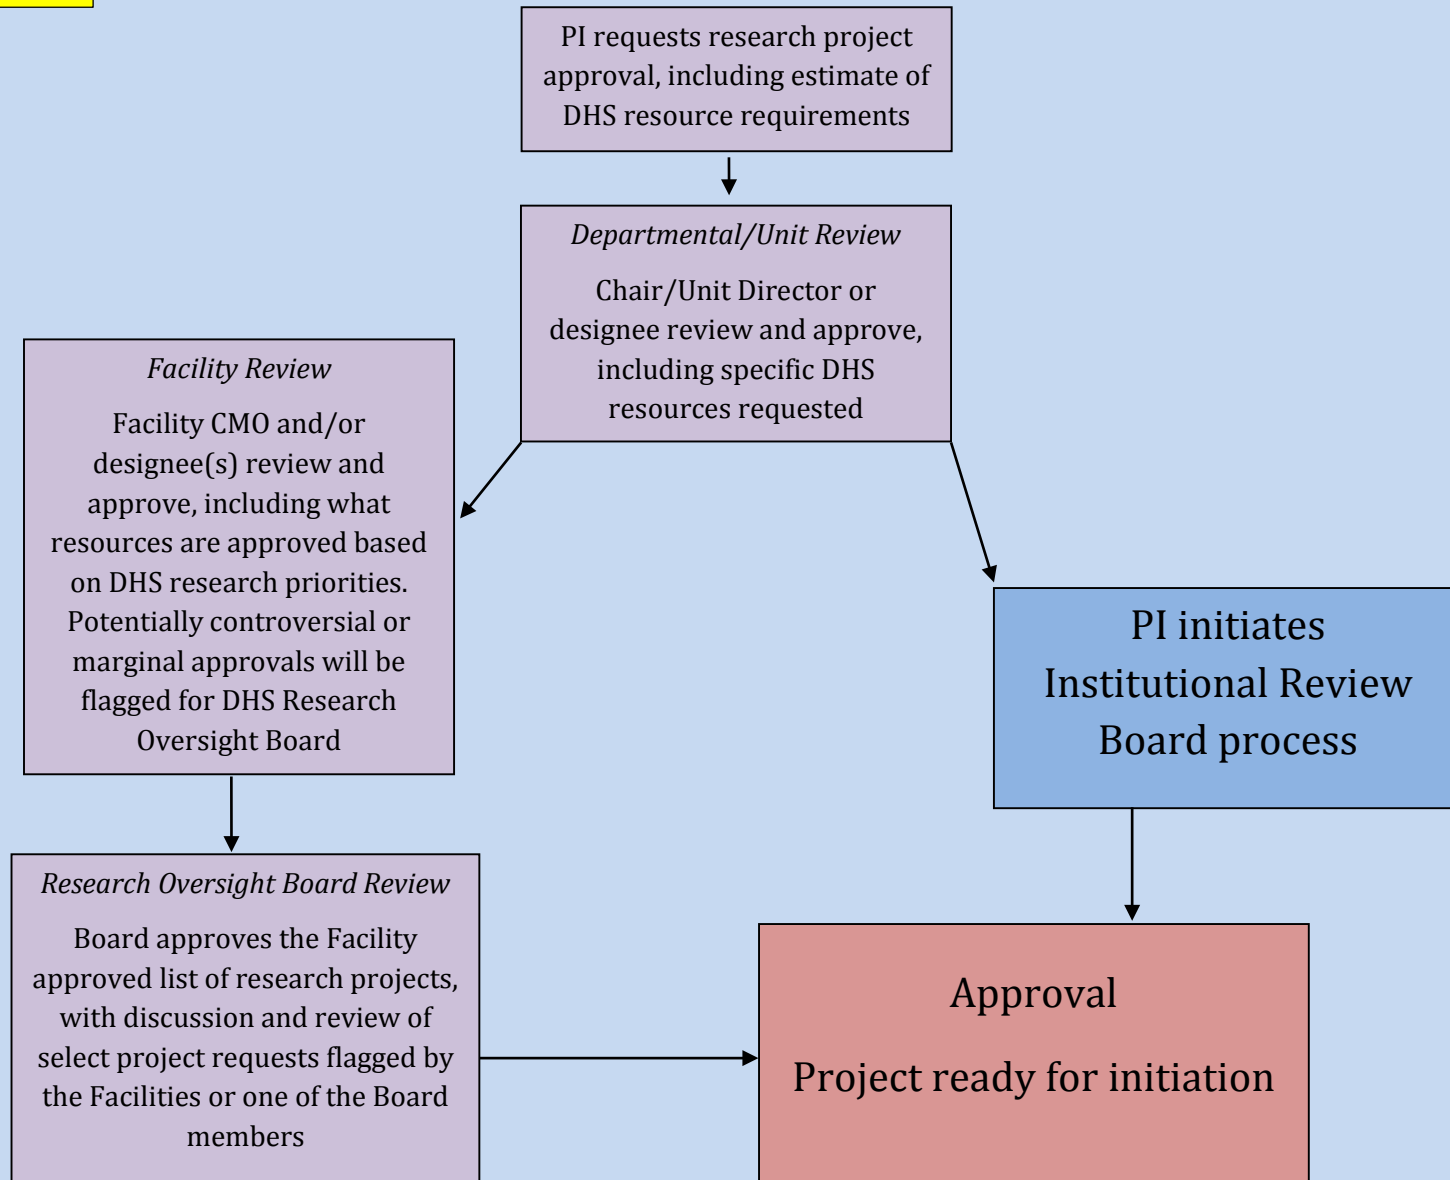 PI requests research project
approval, including estimate of
DHS resource requirements
Departmental/Unit Review
Chair/Unit Director or
designee review and approve,
including specific DHS
resources requested
Facility Review
Facility CMO and/or
designee(s) review and
approve, including what
resources are approved based
on DHS research priorities.
Potentially controversial or
marginal approvals will be
flagged for DHS Research
Oversight Board
PI initiates
Institutional Review
Board process
Research Oversight Board Review
Board approves the Facility
approved list of research projects,
with discussion and review of
select project requests flagged by
the Facilities or one of the Board
members
Approval
Project ready for initiation